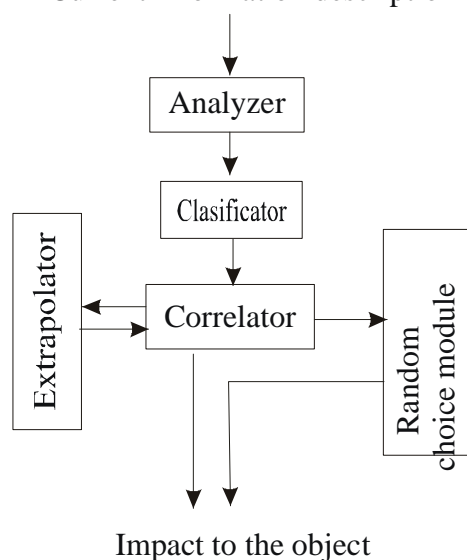 Analyzer
Clasificator
Extrapolator
Correlator
Random
choice module
Impact to the object